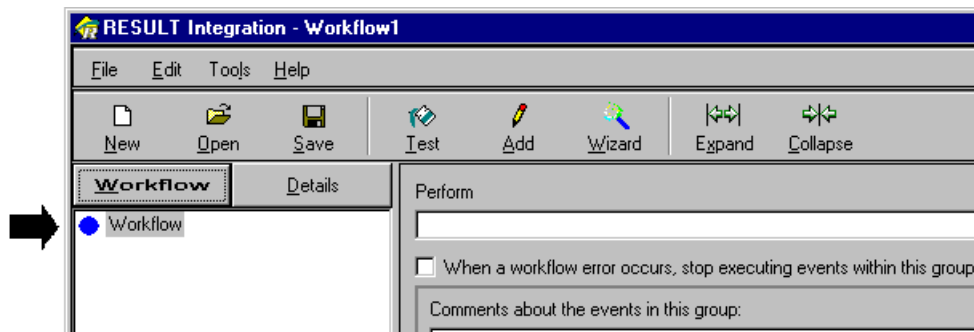 RESULT Integration - Workflow1
File Edit Tools Help
New Open Save Test Add Wizard Expand Collapse
Workflow Details
Perform
Workflow
When a workflow error occurs, stop executing events within this group
Comments about the events in this group: